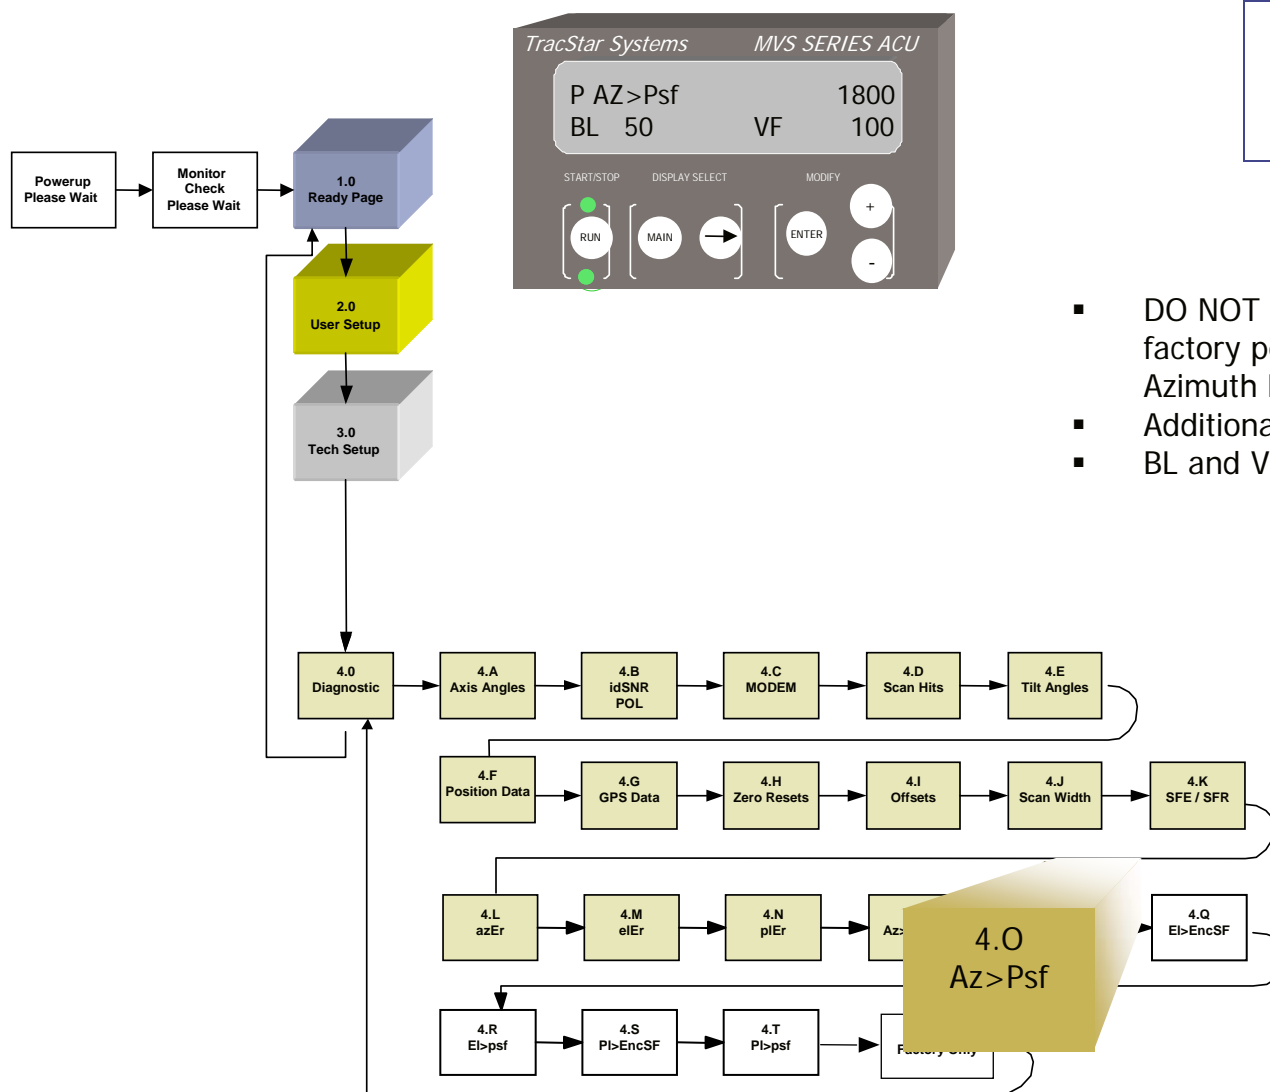 TracStar Systems MVS SERIES ACU
P AZ>Psf 1800
BL 50 VF 100
START/STOP DISPLAY SELECT MODIFY
RUN MAIN ENTER + -
Powerup
Please Wait
Monitor
Check
Please Wait
1.0
Ready Page
2.0
User Setup
3.0
Tech Setup
▪ DO NOT
factory
Azimuth
▪
▪ BL and
4.0
Diagnostic
4.A
Axis Angles
4.B
idSNR
POL
4.C
MODEM
4.D
Scan Hits
4.E
Tilt Angles
4.F
Position Data
4.G
GPS Data
4.H
Zero Resets
4.I
Offsets
4.J
Scan Width
4.K
SFE / SFR
4.L
azEr
4.M
elEr
4.N
plEr
Az>
4.O
Az>Psf
4.Q
El>EncSF
4.R
El>psf
4.S
Pl>EncSF
4.T
Pl>psf
Factory Only